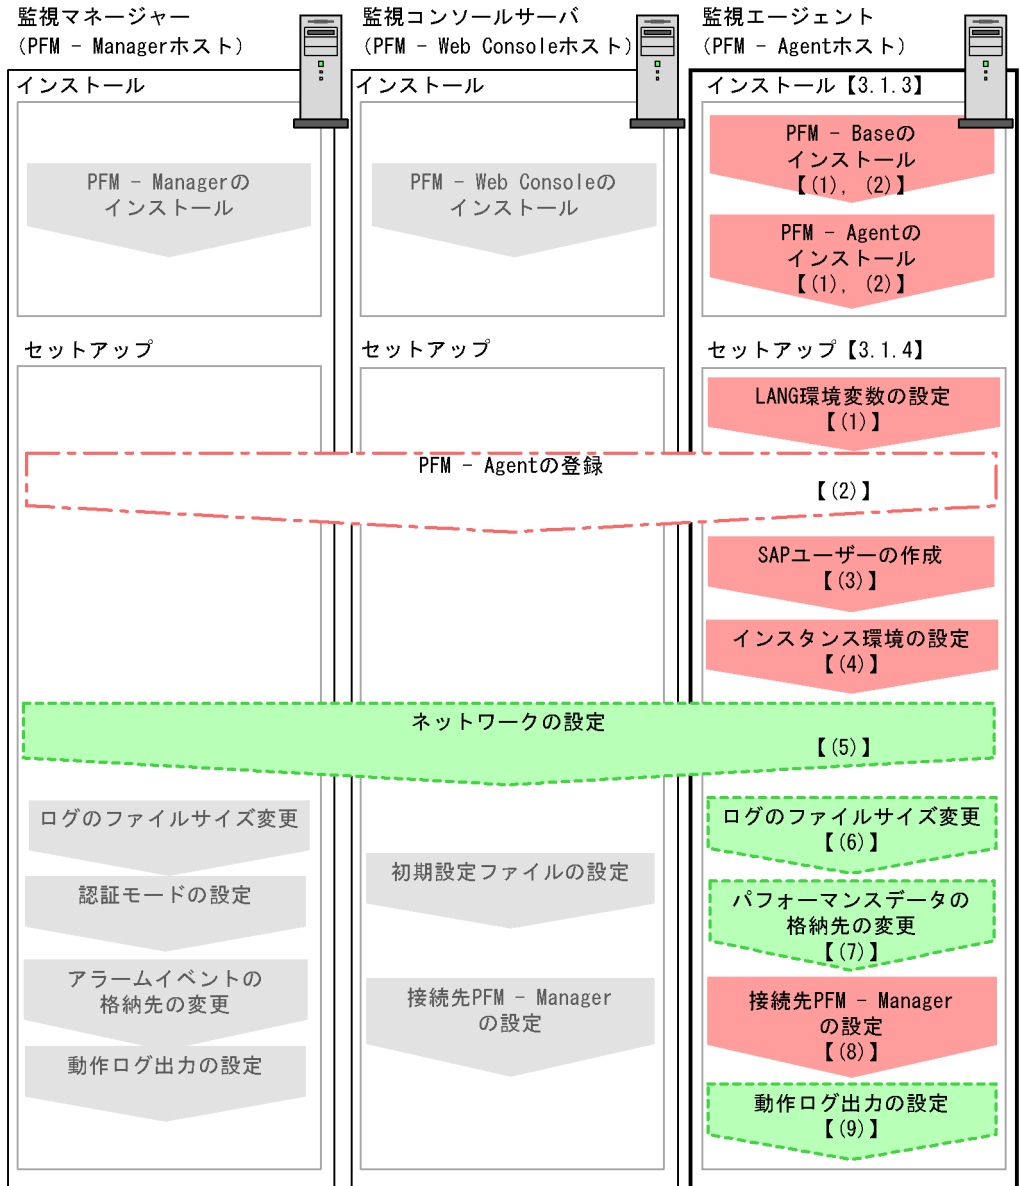 監視マネージャー
(PFM - Managerホスト)
インストール
PFM - Managerの
インストール
セットアップ
監視コンソールサーバ
(PFM - Web Consoleホスト)
インストール
PFM - Web Consoleの
インストール
セットアップ
監視エージェント
(PFM - Agentホスト)
インストール【3.1.3】
PFM - Baseの
インストール
【(1), (2)】
PFM - Agentの
インストール
【(1), (2)】
セットアップ【3.1.4】
LANG環境変数の設定
【(1)】
PFM - Agentの登録
【(2)】
SAPユーザーの作成
【(3)】
インスタンス環境の設定
【(4)】
ネットワークの設定
【(5)】
ログのファイルサイズ変更
認証モードの設定
アラームイベントの
格納先の変更
動作ログ出力の設定
初期設定ファイルの設定
接続先PFM - Manager
の設定
ログのファイルサイズ変更
【(6)】
パフォーマンスデータの
格納先の変更
【(7)】
接続先PFM - Manager
の設定
【(8)】
動作ログ出力の設定
【(9)】